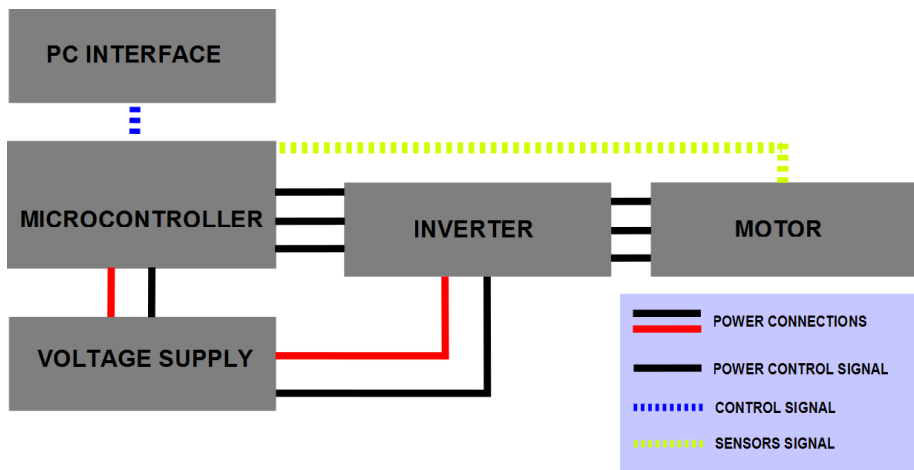 PC INTERFACE
MICROCONTROLLER
INVERTER
MOTOR
VOLTAGE SUPPLY
POWER CONNECTIONS
POWER CONTROL SIGNAL
CONTROL SIGNAL
SENSORS SIGNAL